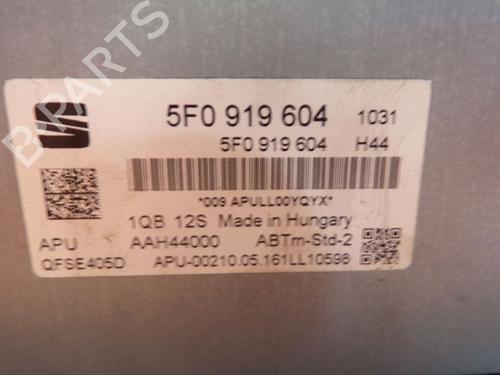 B-PARTS
5F0 919 604 1031
5F0 919 604 H44
*009 APULL00YQYX*
1QB 12S Made in Hungary
APU AAH44000 ABTm-Std-2
QFSE405D APU-00210.05.161LL10596